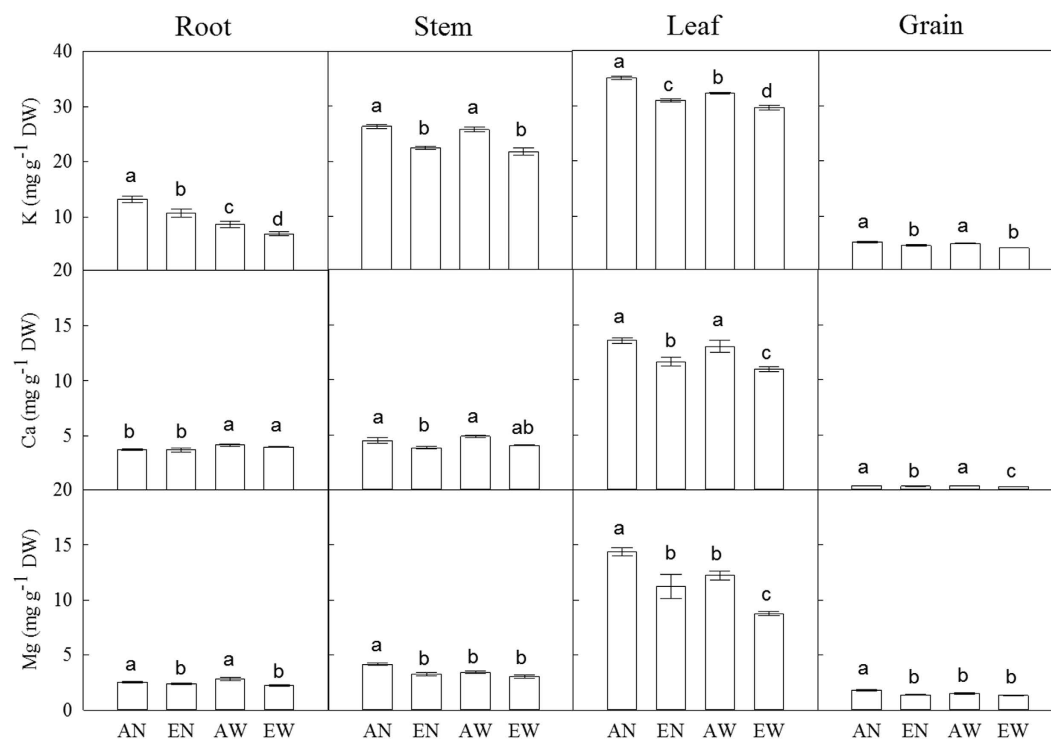 Root Stem Leaf Grain
K (mg g-1 DW)
40
30
20
10
20
a b c d
a b a b
a c b d
a b a b
Ca (mg g-1 DW)
15
10
5
20
b b a a
a b a ab
a b a c
a b a c
Mg (mg g-1 DW)
15
10
5
0
a b a b
a b b b
a b b c
a b b b
AN EN AW EW AN EN AW EW AN EN AW EW AN EN AW EW